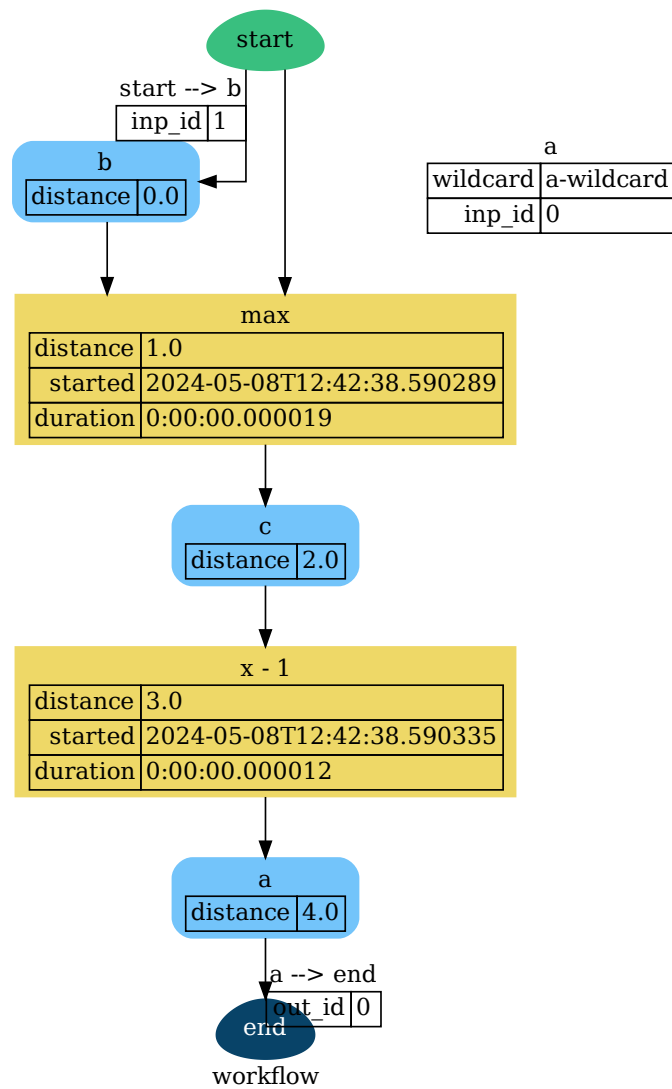 start
start --> b
inp_id 1
b
distance 0.0
a
wildcard a-wildcard
inp_id 0
max
distance 1.0
started 2024-05-08T12:42:38.590289
duration 0:00:00.000019
c
distance 2.0
x - 1
distance 3.0
started 2024-05-08T12:42:38.590335
duration 0:00:00.000012
a
distance 4.0
a --> end
out_id 0
end
workflow